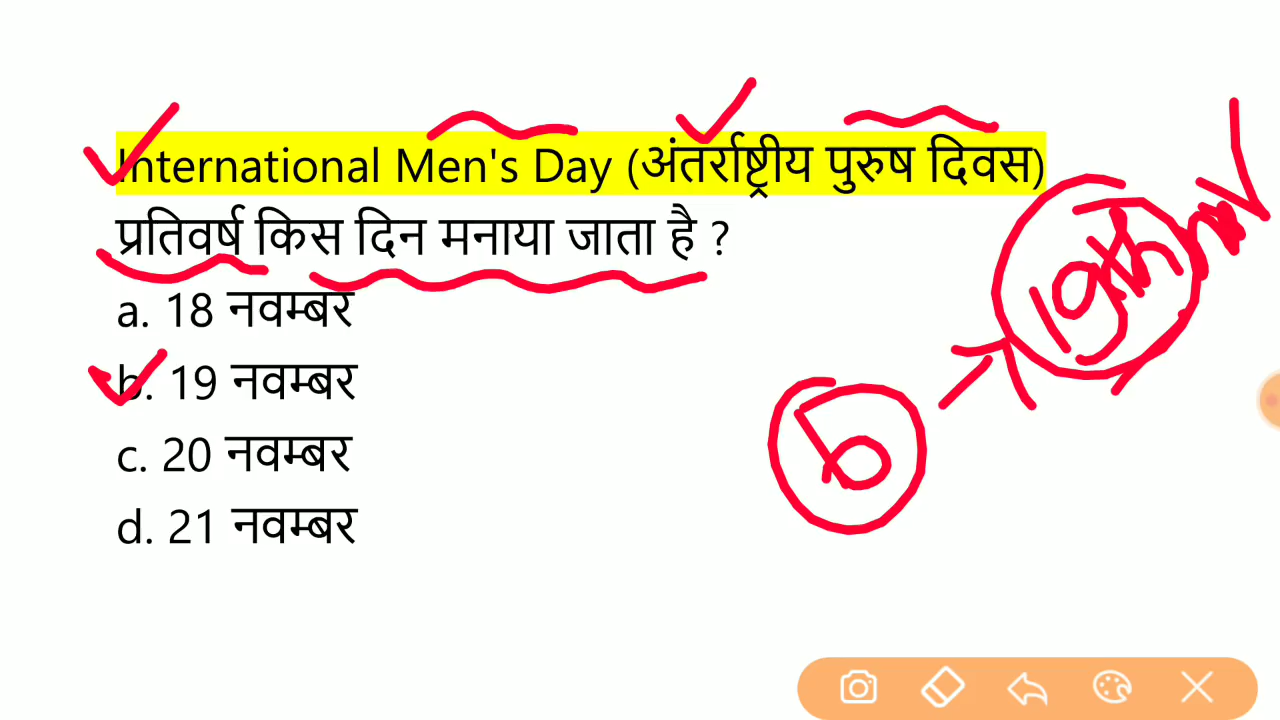 International Men's Day (अंतर्राष्ट्रीय पुरुष दिवस)
प्रतिवर्ष किस दिन मनाया जाता है ?
a. 18 नवम्बर
b. 19 नवम्बर
c. 20 नवम्बर
d. 21 नवम्बर
b
19th